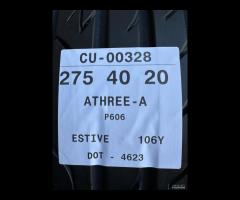 CU-00328
275 40 20
ATHREE-A
P606
ESTIVE 106Y
DOT - 4623